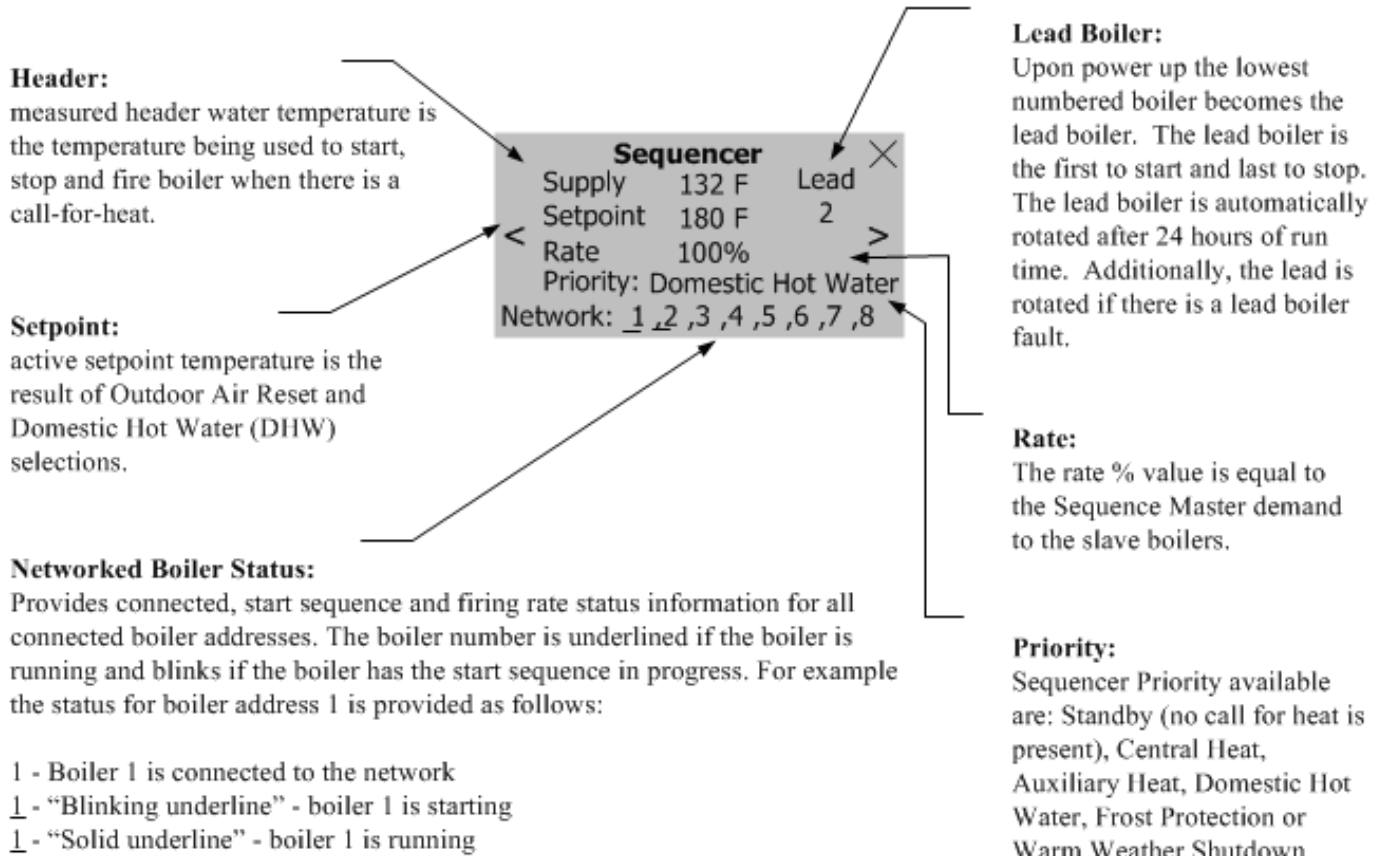 Header:
measured header water temperature is
the temperature being used to start,
stop and fire boiler when there is a
call-for-heat.
Setpoint:
active setpoint temperature is the
result of Outdoor Air Reset and
Domestic Hot Water (DHW)
selections.
Sequencer
Supply 132 F Lead
Setpoint 180 F 2
< >
Rate 100%
Priority: Domestic Hot Water
Network: 1 ,2 ,3 ,4 ,5 ,6 ,7 ,8
Lead Boiler:
Upon power up the lowest
numbered boiler becomes the
lead boiler. The lead boiler is
the first to start and last to stop.
The lead boiler is automatically
rotated after 24 hours of run
time. Additionally, the lead is
rotated if there is a lead boiler
fault.
Rate:
The rate % value is equal to
the Sequence Master demand
to the slave boilers.
Networked Boiler Status:
Provides connected, start sequence and firing rate status information for all
connected boiler addresses. The boiler number is underlined if the boiler is
running and blinks if the boiler has the start sequence in progress. For example
the status for boiler address 1 is provided as follows:
1 - Boiler 1 is connected to the network
1 - “Blinking underline” - boiler 1 is starting
1 - “Solid underline” - boiler 1 is running
Priority:
Sequencer Priority available
are: Standby (no call for heat is
present), Central Heat,
Auxiliary Heat, Domestic Hot
Water, Frost Protection or
Warm Weather Shutdown